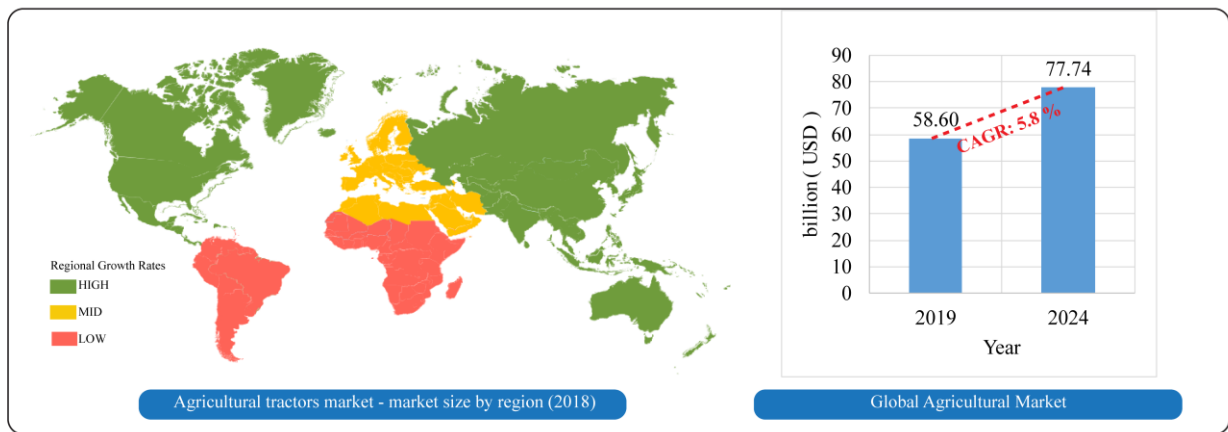 Regional Growth Rates
HIGH
MID
LOW
Agricultural tractors market - market size by region (2018)
billion ( USD)
90
80
70
60
50
40
30
20
10
0
58.60
77.74
CAGR: 5.8 %
2019
2024
Year
Global Agricultural Market